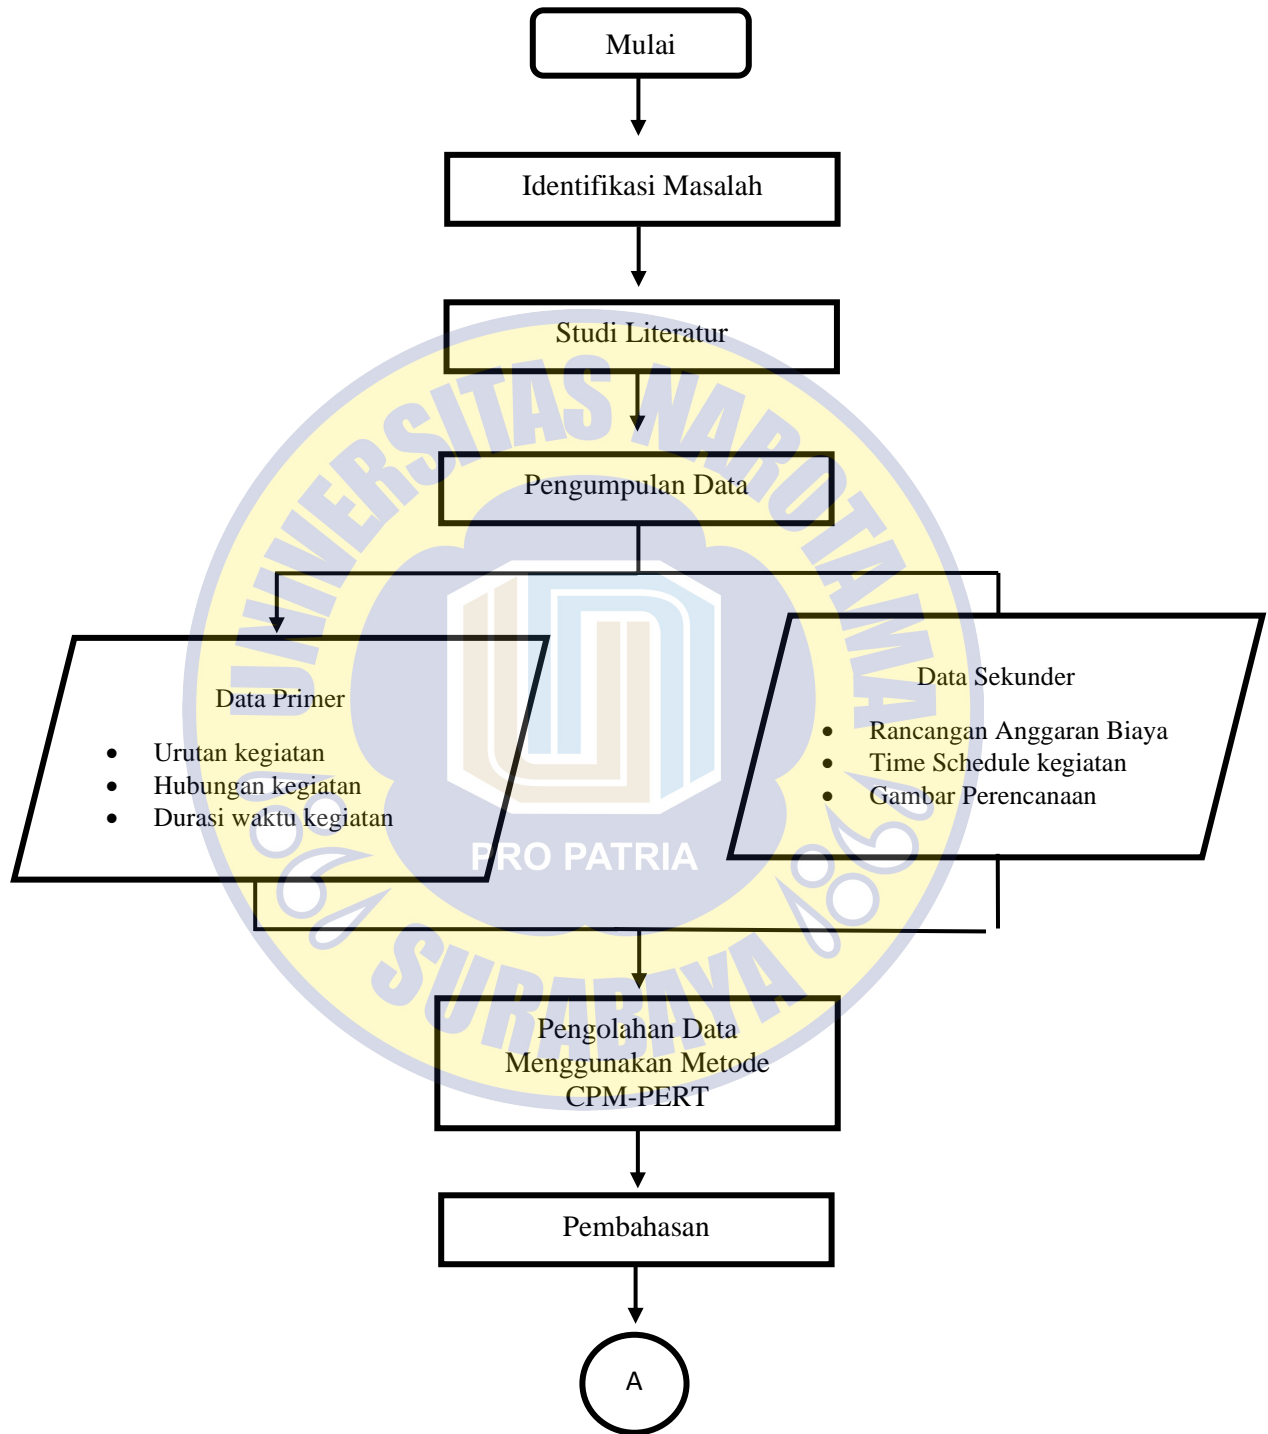 Mulai
Identifikasi Masalah
Studi Literatur
Pengumpulan Data
Data Primer
• Urutan kegiatan
• Hubungan kegiatan
• Durasi waktu kegiatan
Data Sekunder
• Rancangan Anggaran Biaya
• Time Schedule kegiatan
• Gambar Perencanaan
Pengolahan Data
Menggunakan Metode
CPM-PERT
Pembahasan
A
UNIVERSITAS NAROTAMA
PRO PATRIA
SURABAYA